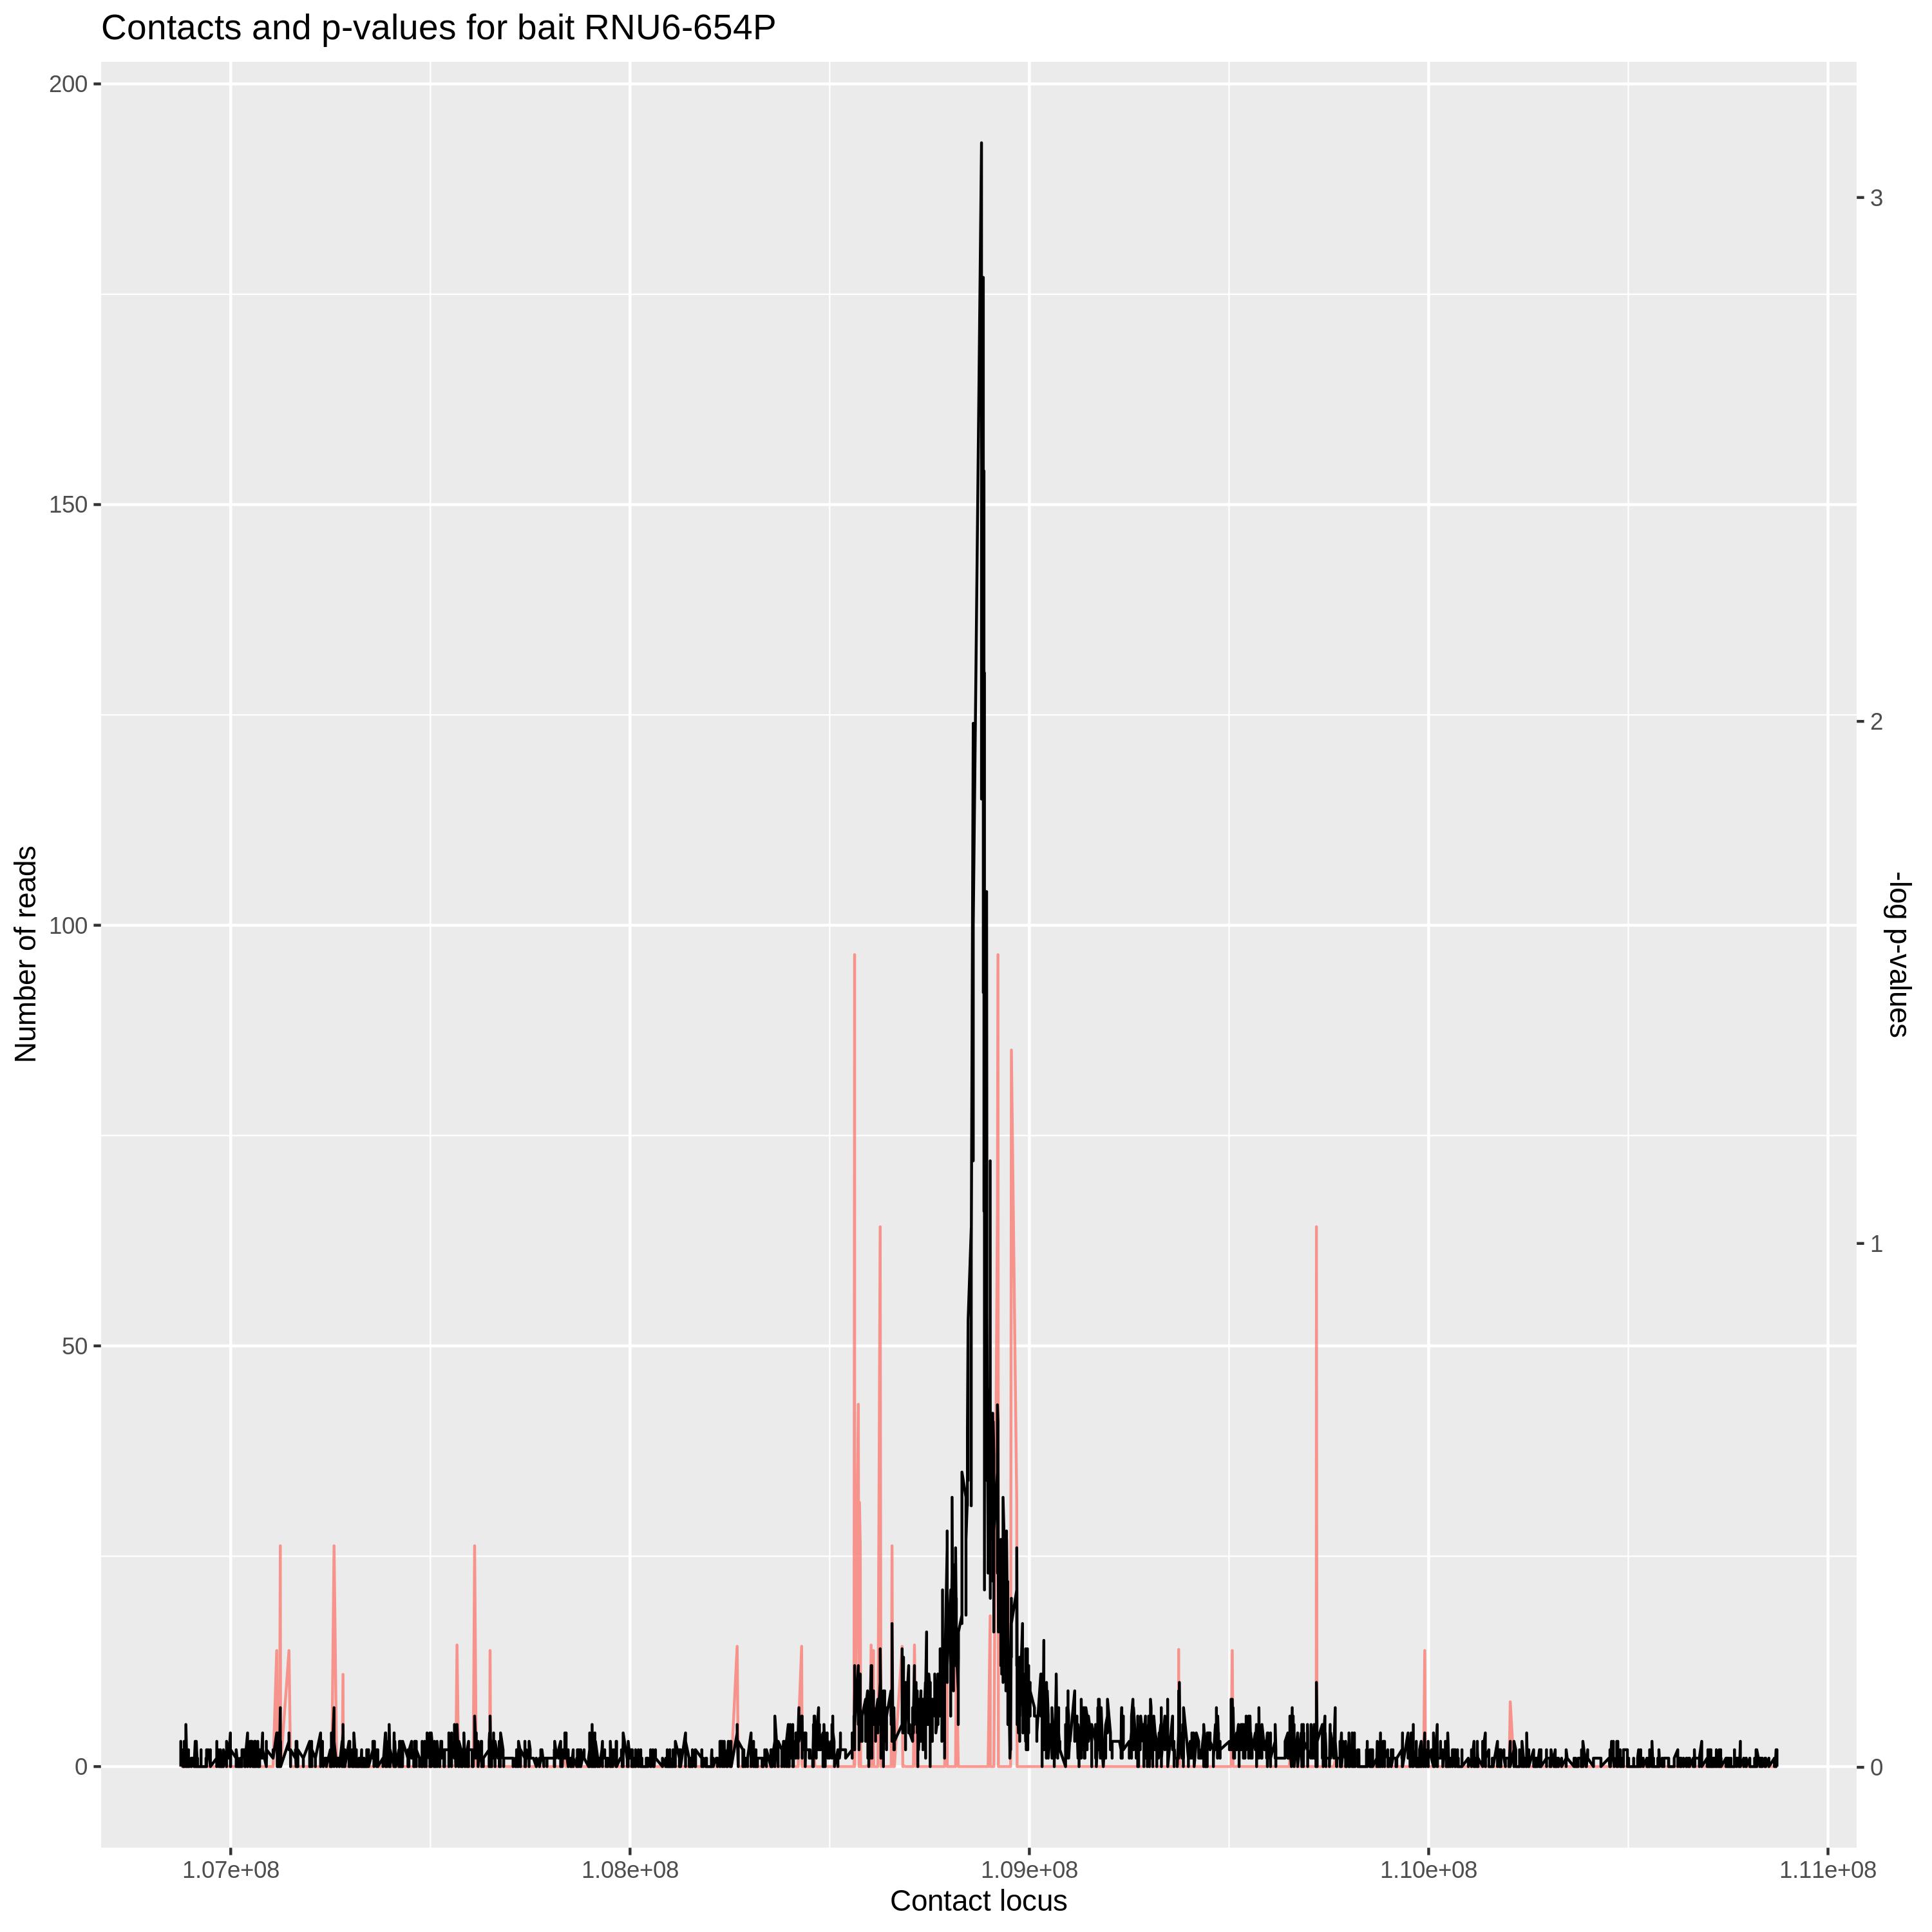 Contacts and p-values for bait RNU6-654P
200
150
100
50
0
Number of reads
3
2
1
0
-log p-values
1.07e+08
1.08e+08
1.09e+08
1.10e+08
1.11e+08
Contact locus